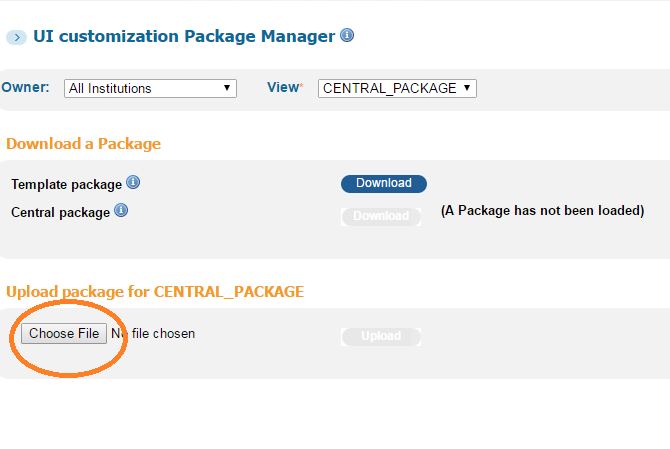 UI customization Package Manager
Owner: All Institutions View* CENTRAL_PACKAGE
Download a Package
Template package Download
Central package Download (A Package has not been loaded)
Upload package for CENTRAL_PACKAGE
Choose File No file chosen Upload